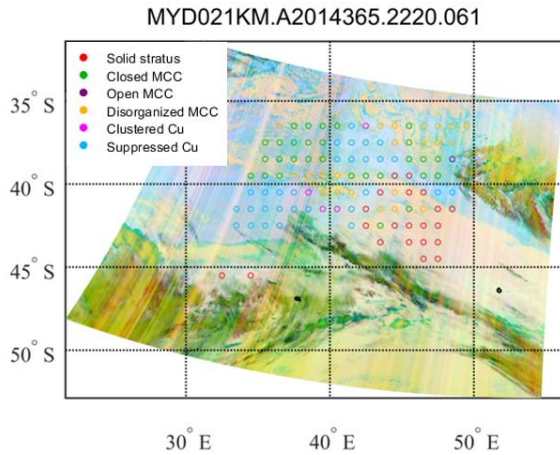 MYD021KM.A2014365.2220.061
Solid stratus
Closed MCC
Open MCC
Disorganized MCC
Clustered Cu
Suppressed Cu
35° S
40° S
45° S
50° S
30° E
40° E
50° E